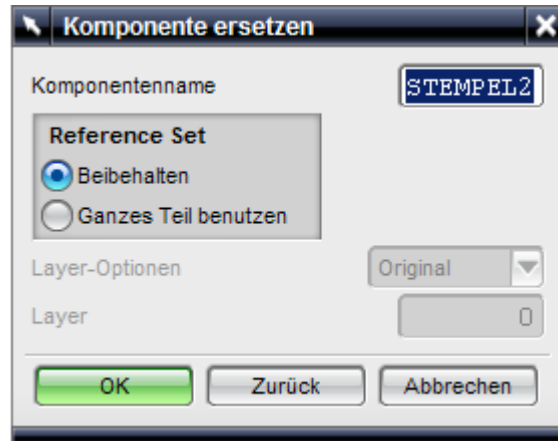 Komponente ersetzen
Komponentenname STEMPEL2
Reference Set
Beibehalten
Ganzes Teil benutzen
Layer-Optionen Original
Layer 0
OK Zurück Abbrechen